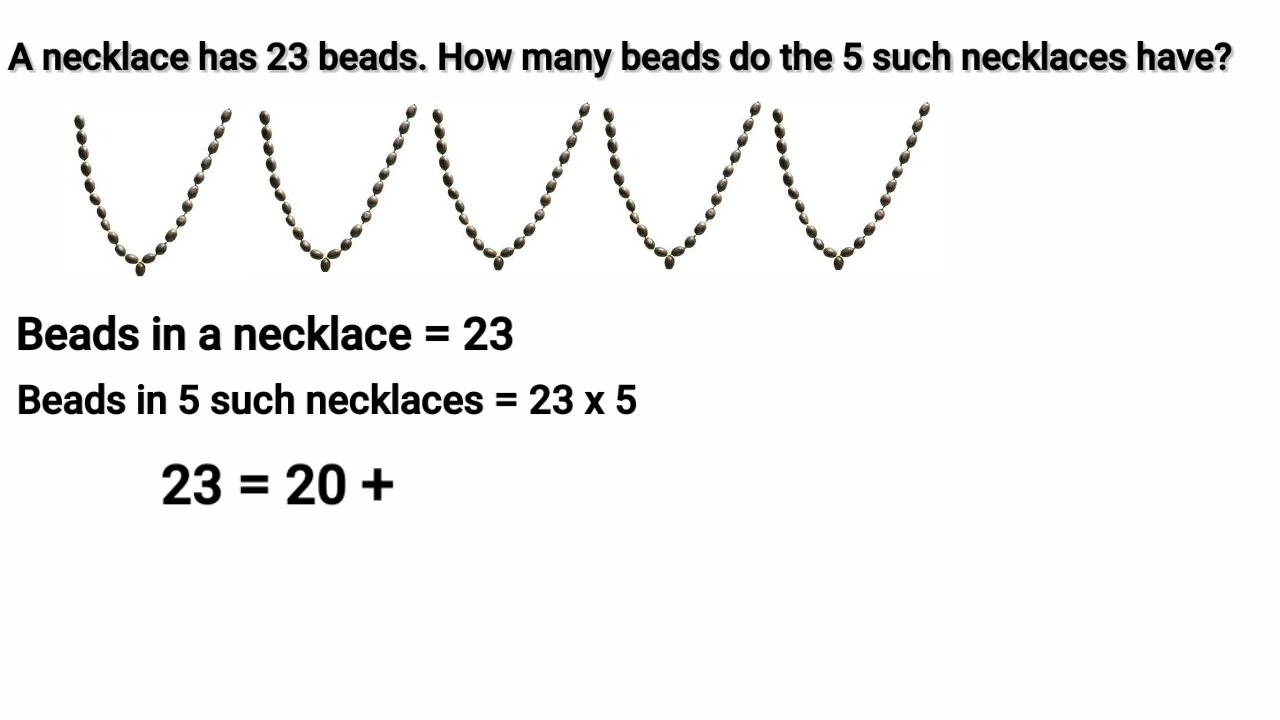 A necklace has 23 beads. How many beads do the 5 such necklaces have?
Beads in a necklace = 23
Beads in 5 such necklaces = 23 x 5
23 = 20 +